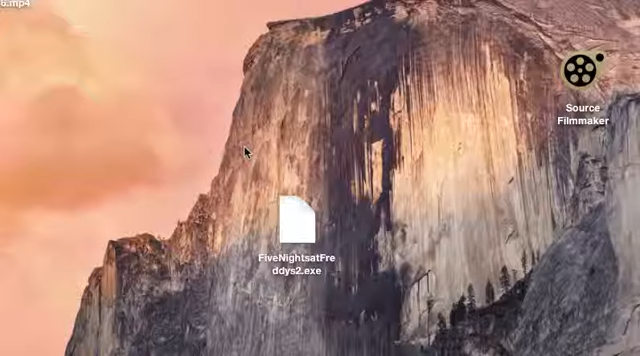 6.mp4
Source
Filmmaker
FiveNightsatFre
ddys2.exe